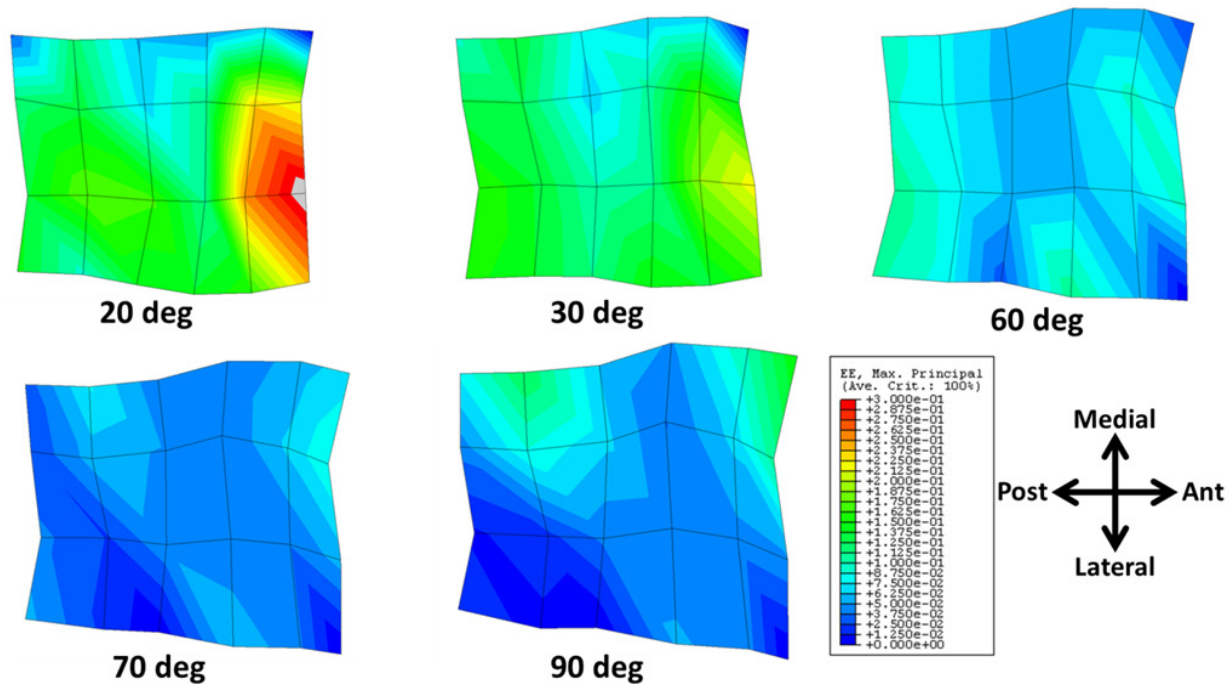 20 deg
30 deg
60 deg
EE, Max. Principal
(Ave. Crit.: 100%)
+3.000e-01
+2.875e-01
+2.750e-01
+2.625e-01
+2.500e-01
+2.375e-01
+2.250e-01
+2.125e-01
+2.000e-01
+1.875e-01
+1.750e-01
+1.625e-01
+1.500e-01
+1.375e-01
+1.250e-01
+1.125e-01
+1.000e-01
+8.750e-02
+7.500e-02
+6.250e-02
+5.000e-02
+3.750e-02
+2.500e-02
+1.250e-02
+0.000e+00
Medial
Post
Ant
Lateral
70 deg
90 deg